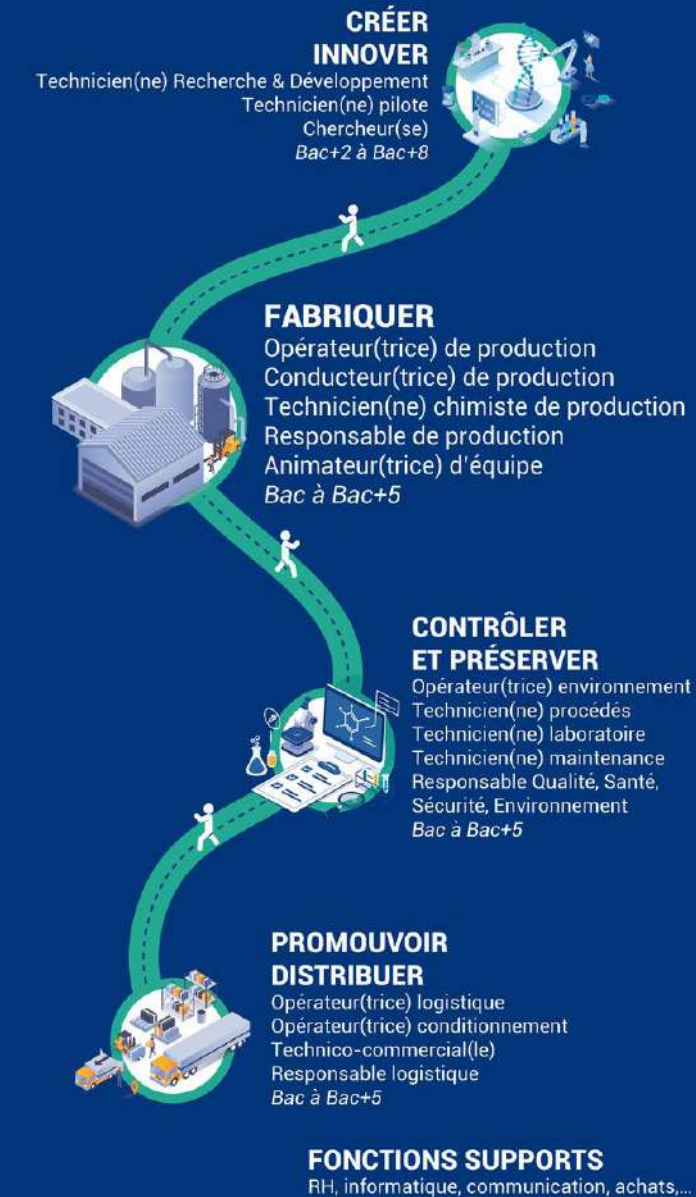 CRÉER
INNOVER
Technicien(ne) Recherche & Développement
Technicien(ne) pilote
Chercheur(se)
Bac+2 à Bac+8
FABRIQUER
Opérateur(trice) de production
Conducteur(trice) de production
Technicien(ne) chimiste de production
Responsable de production
Animateur(trice) d'équipe
Bac à Bac+5
CONTRÔLER
ET PRÉSERVER
Opérateur(trice) environnement
Technicien(ne) procédés
Technicien(ne) laboratoire
Technicien(ne) maintenance
Responsable Qualité, Santé,
Sécurité, Environnement
Bac à Bac+5
PROMOUVOIR
DISTRIBUER
Opérateur(trice) logistique
Opérateur(trice) conditionnement
Technico-commercial(le)
Responsable logistique
Bac à Bac+5
FONCTIONS SUPPORTS
RH, informatique, communication, achats,...